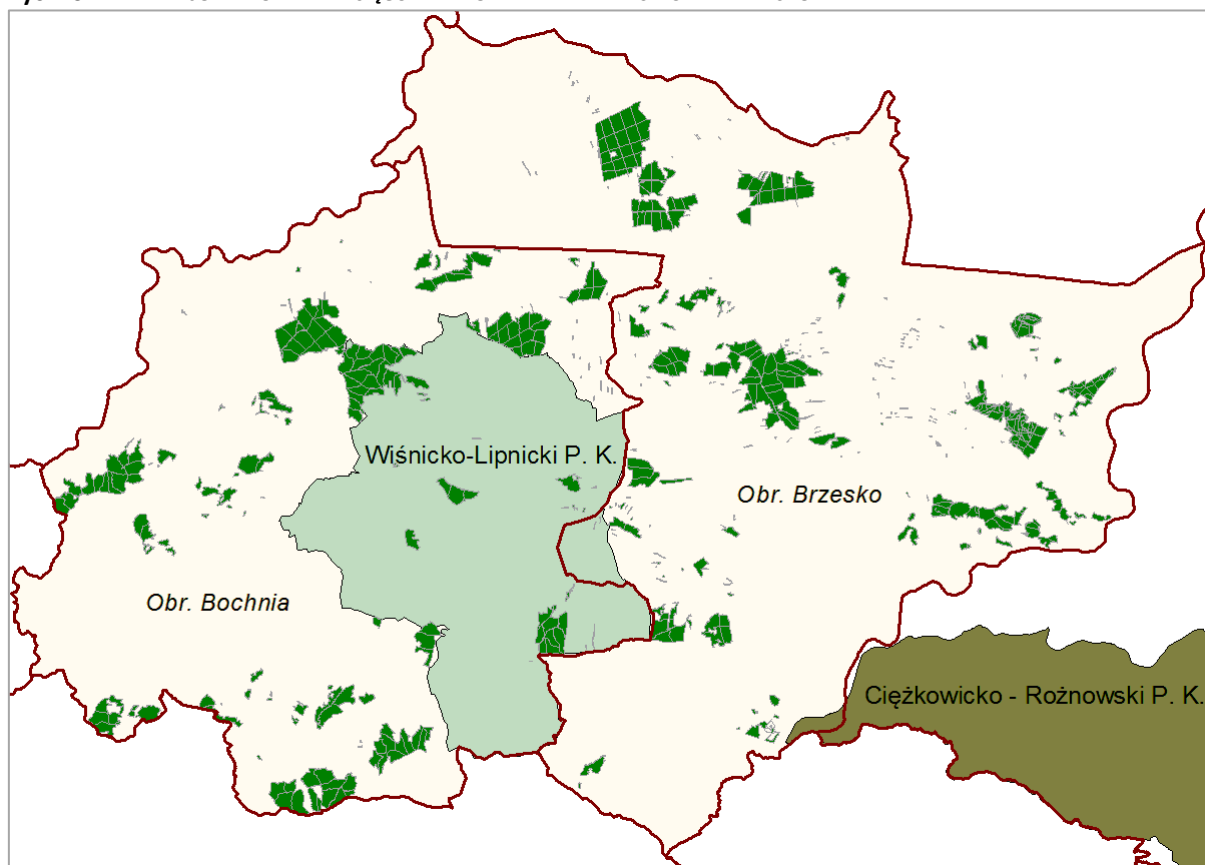 Wiśnicko-Lipnicki P. K.
Obr. Brzesko
Obr. Bochnia
Ciężkowicko - Rożnowski P. K.